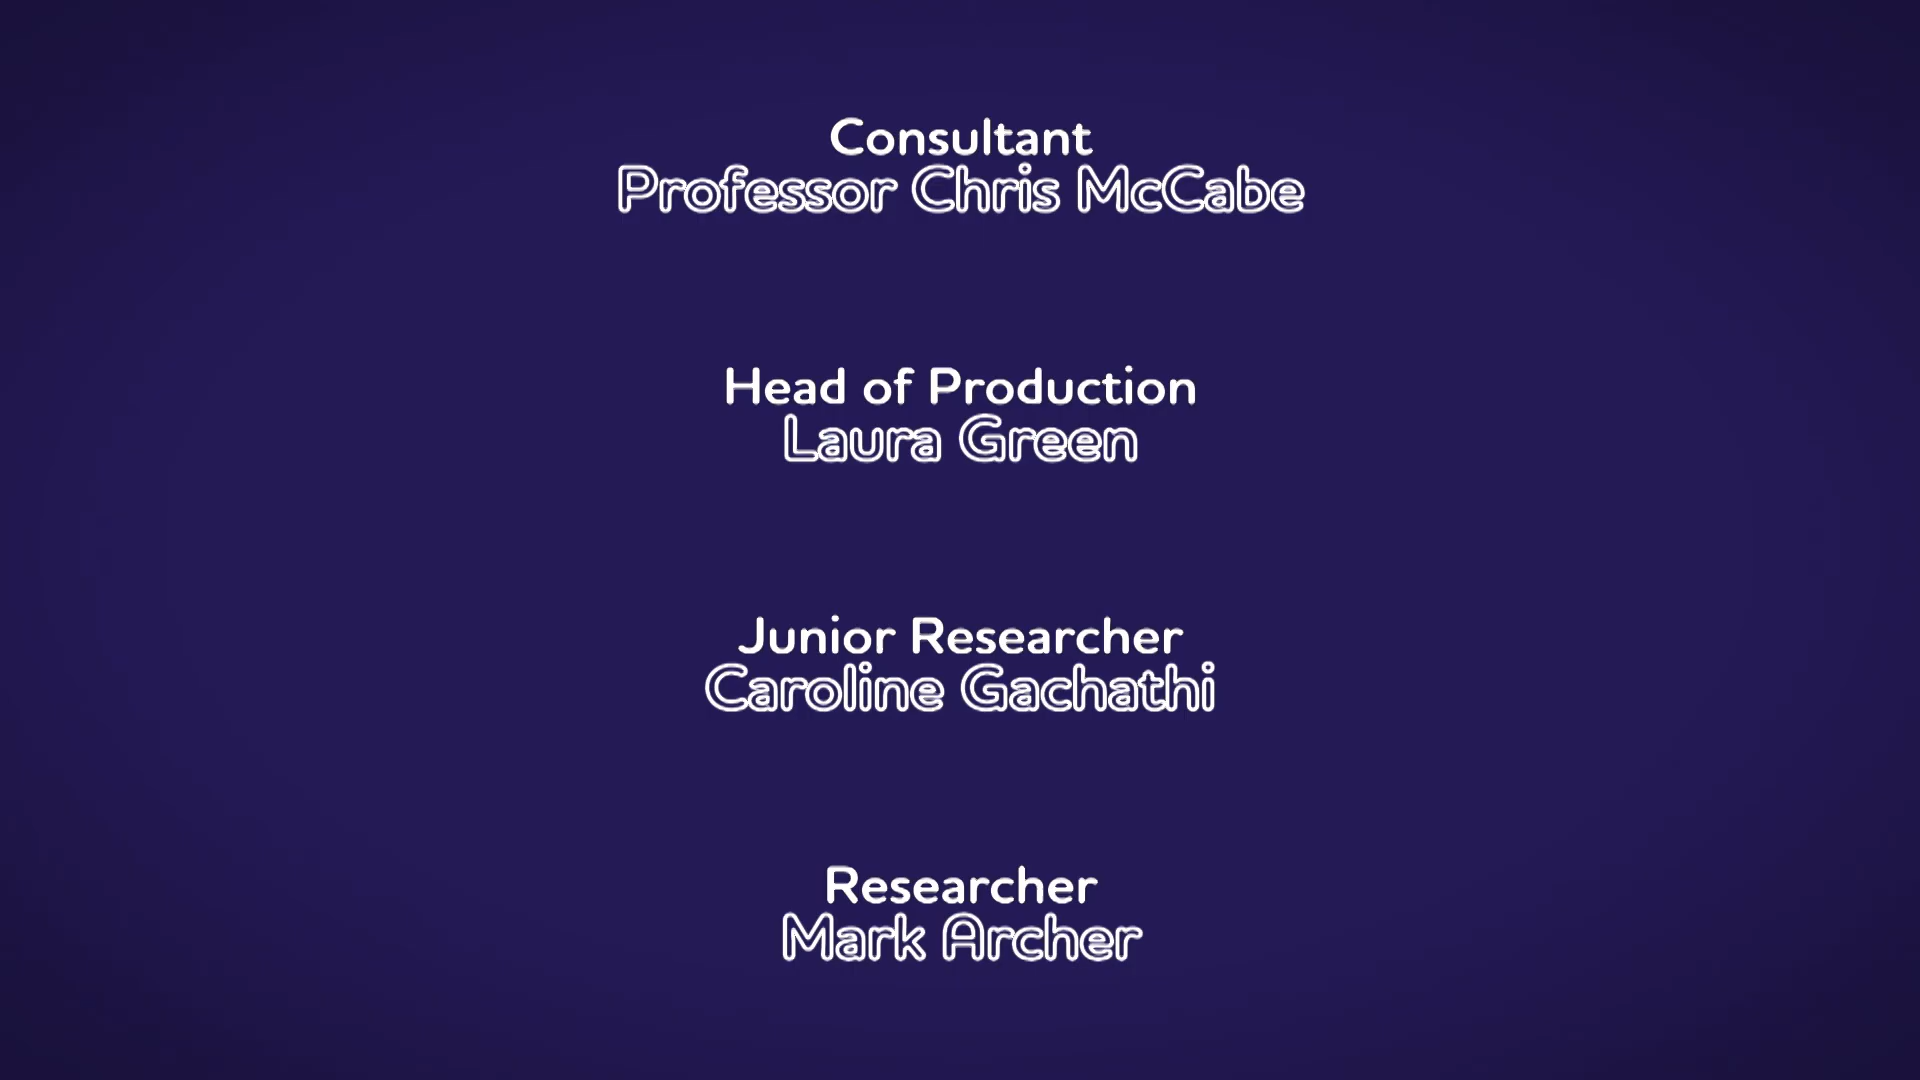 Consultant
Professor Chris McCabe
Head of Production
Laura Green
Junior Researcher
Caroline Gachathi
Researcher
Mark Archer